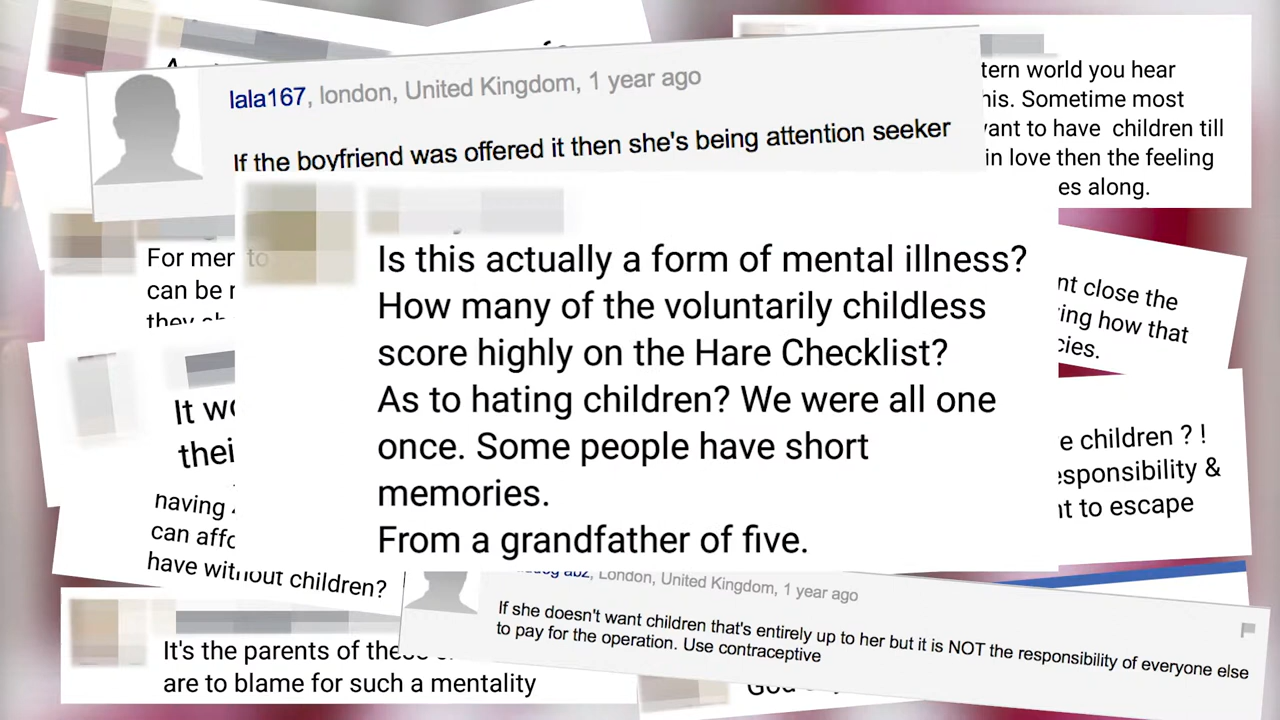 lala167, london, United Kingdom, 1 year ago
If the boyfriend was offered it then she's being attention seeker
tern world you hear
his. Sometime most
want to have children till
in love then the feeling
es along.
For men to
can be
Is this actually a form of mental illness?
How many of the voluntarily childless
score highly on the Hare Checklist?
As to hating children? We were all one
once. Some people have short
memories.
From a grandfather of five.
nt close the
ing how that
cies.
It
thei
having
can affo
have without children?
e children ? !
esponsibility &
nt to escape
abz, London, United Kingdom, 1 year ago
If she doesn't want children that's entirely up to her but it is NOT the responsibility of everyone else
to pay for the operation. Use contraceptive
It's the parents of these
are to blame for such a mentality
God